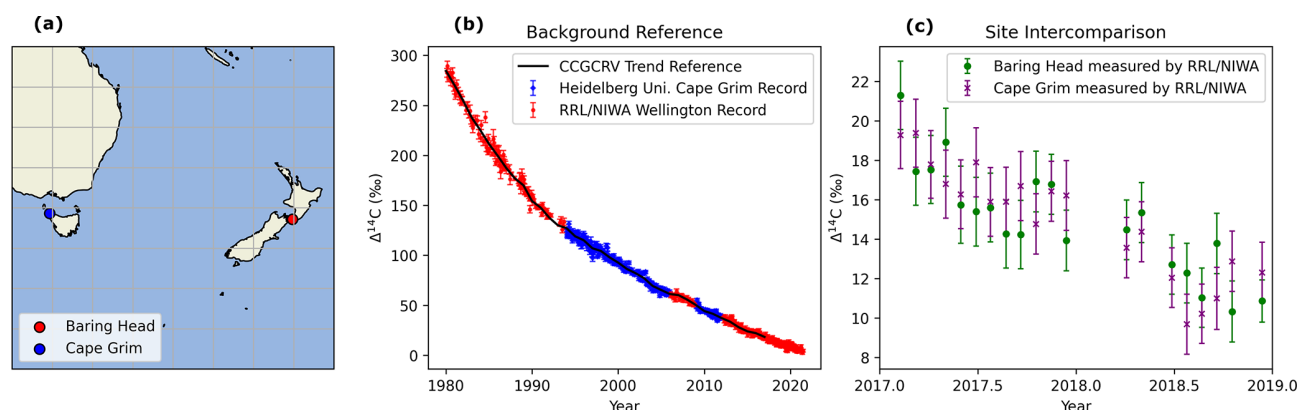 (a)
Baring Head
Cape Grim
(b)
Background Reference
CCGCRV Trend Reference
Heidelberg Uni. Cape Grim Record
RRL/NIWA Wellington Record
Δ¹⁴C (‰)
300
250
200
150
100
50
0
1980
1990
2000
2010
2020
Year
(c)
Site Intercomparison
Baring Head measured by RRL/NIWA
Cape Grim measured by RRL/NIWA
Δ¹⁴C (‰)
22
20
18
16
14
12
10
8
2017.0
2017.5
2018.0
2018.5
2019.0
Year